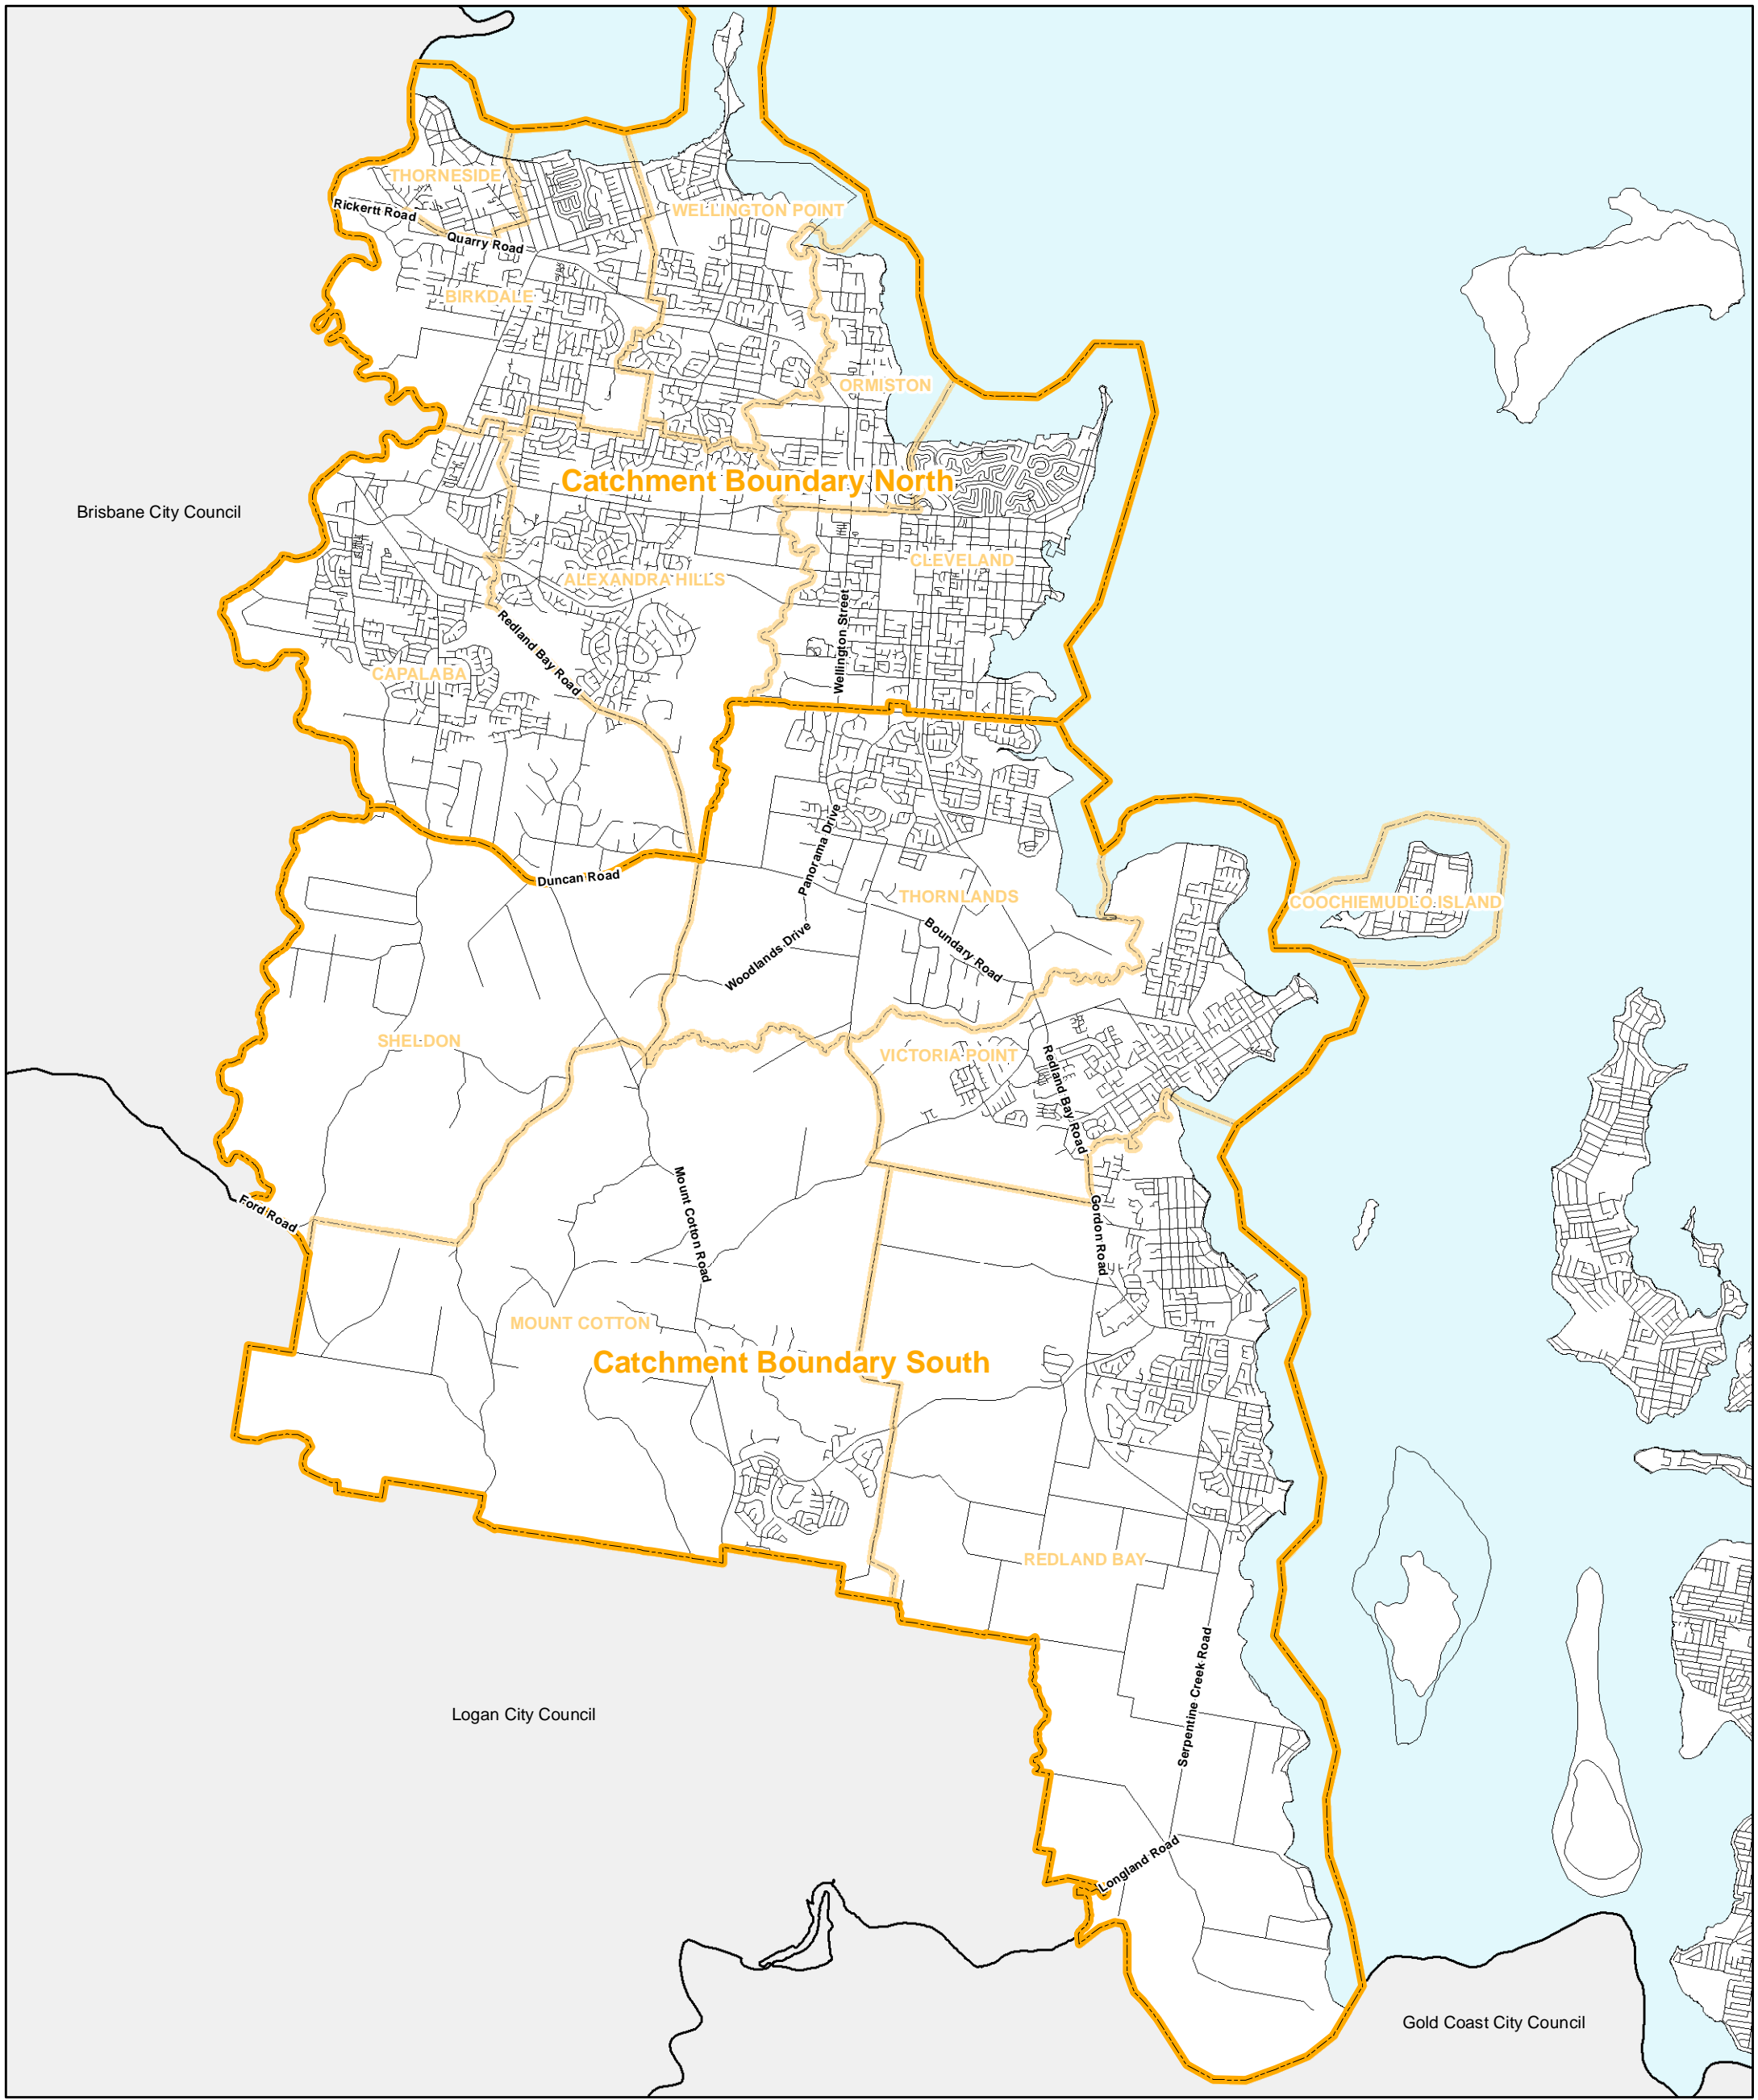 THORNESIDE
Rickertt Road
WELLINGTON POINT
Quarry Road
BIRKDALE
ORMISTON
Catchment Boundary North
Brisbane City Council
CLEVELAND
ALEXANDRA HILLS
Wellington Street
Redland Bay Road
CAPALABA
Panorama Drive
Duncan Road
THORNLANDS
COOCHIEMUDLO ISLAND
Boundary Road
Woodlands Drive
SHELDON
VICTORIA POINT
Redland Bay Road
Ford Road
Mount Cotton Road
Gordon Road
MOUNT COTTON
Catchment Boundary South
REDLAND BAY
Serpentine Creek Road
Logan City Council
Longland Road
Gold Coast City Council